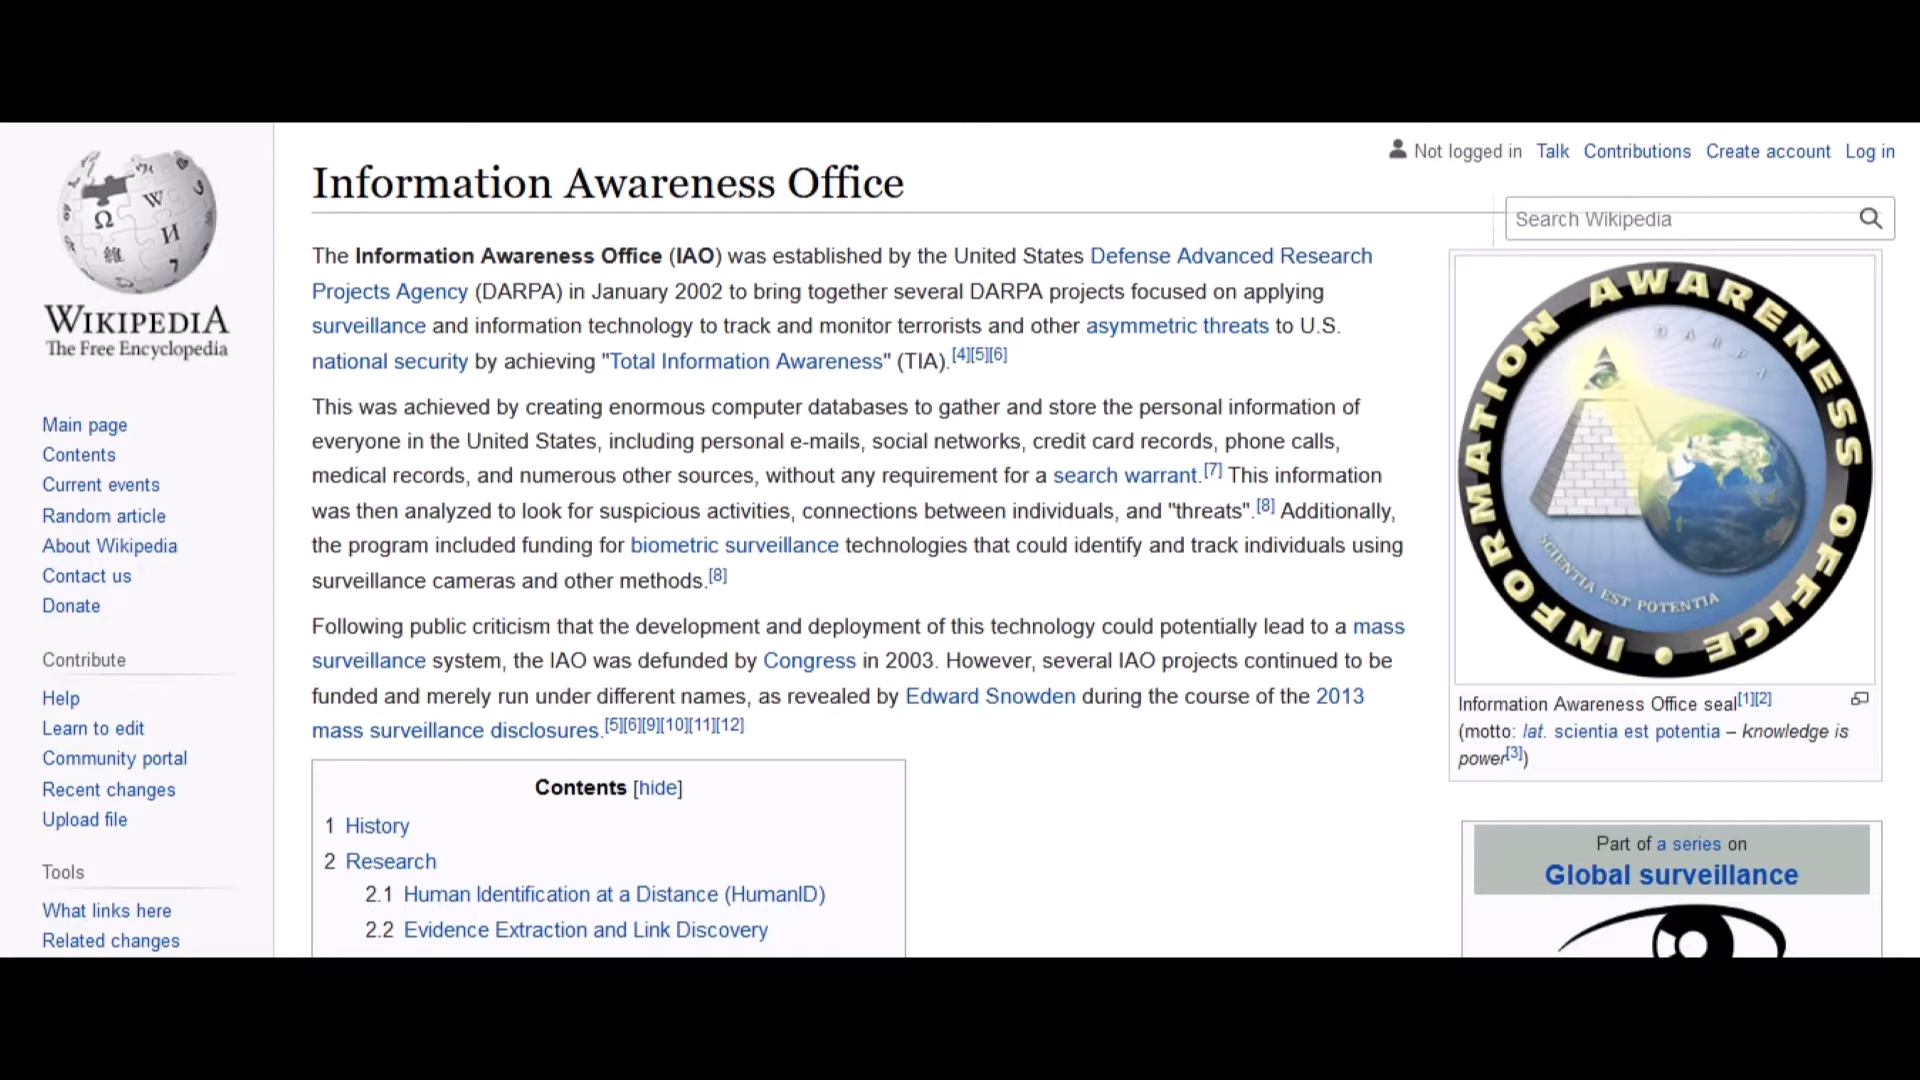 WIKIPEDIA
The Free Encyclopedia
Main page
Contents
Current events
Random article
About Wikipedia
Contact us
Donate
Contribute
Help
Learn to edit
Community portal
Recent changes
Upload file
Tools
What links here
Related changes
Not logged in Talk Contributions Create account Log in
Search Wikipedia
Information Awareness Office
The Information Awareness Office (IAO) was established by the United States Defense Advanced Research
Projects Agency (DARPA) in January 2002 to bring together several DARPA projects focused on applying
surveillance and information technology to track and monitor terrorists and other asymmetric threats to U.S.
national security by achieving "Total Information Awareness" (TIA).[4][5][6]
This was achieved by creating enormous computer databases to gather and store the personal information of
everyone in the United States, including personal e-mails, social networks, credit card records, phone calls,
medical records, and numerous other sources, without any requirement for a search warrant.[7] This information
was then analyzed to look for suspicious activities, connections between individuals, and "threats".[8] Additionally,
the program included funding for biometric surveillance technologies that could identify and track individuals using
surveillance cameras and other methods.[8]
Following public criticism that the development and deployment of this technology could potentially lead to a mass
surveillance system, the IAO was defunded by Congress in 2003. However, several IAO projects continued to be
funded and merely run under different names, as revealed by Edward Snowden during the course of the 2013
mass surveillance disclosures.[5][6][9][10][11][12]
Contents [hide]
1 History
2 Research
2.1 Human Identification at a Distance (HumanID)
2.2 Evidence Extraction and Link Discovery
INFORMATION AWARENESS OFFICE
DARPA
SCIENTIA EST POTENTIA
Information Awareness Office seal[1][2]
(motto: lat. scientia est potentia – knowledge is
power[3])
Part of a series on
Global surveillance